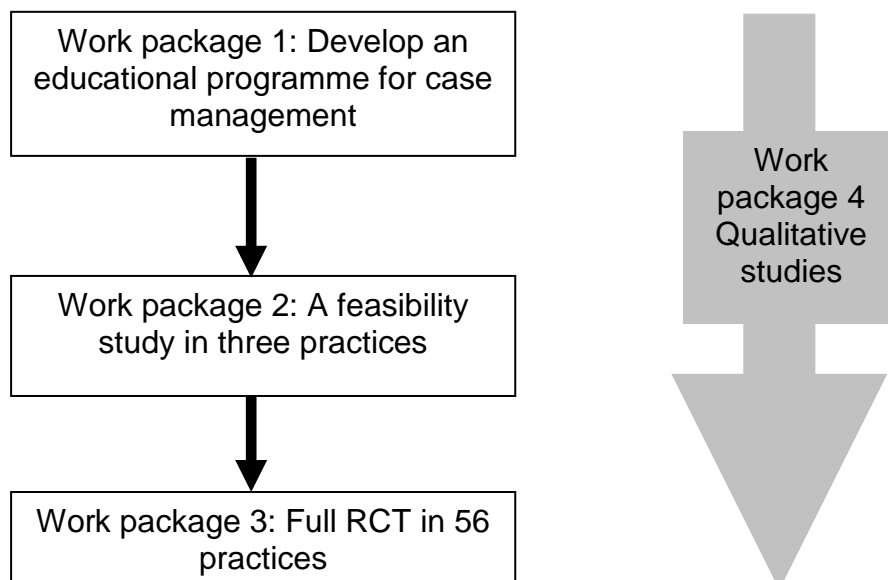 Work package 1: Develop an
educational programme for case
management
Work package 2: A feasibility
study in three practices
Work package 3: Full RCT in 56
practices
Work
package 4
Qualitative
studies